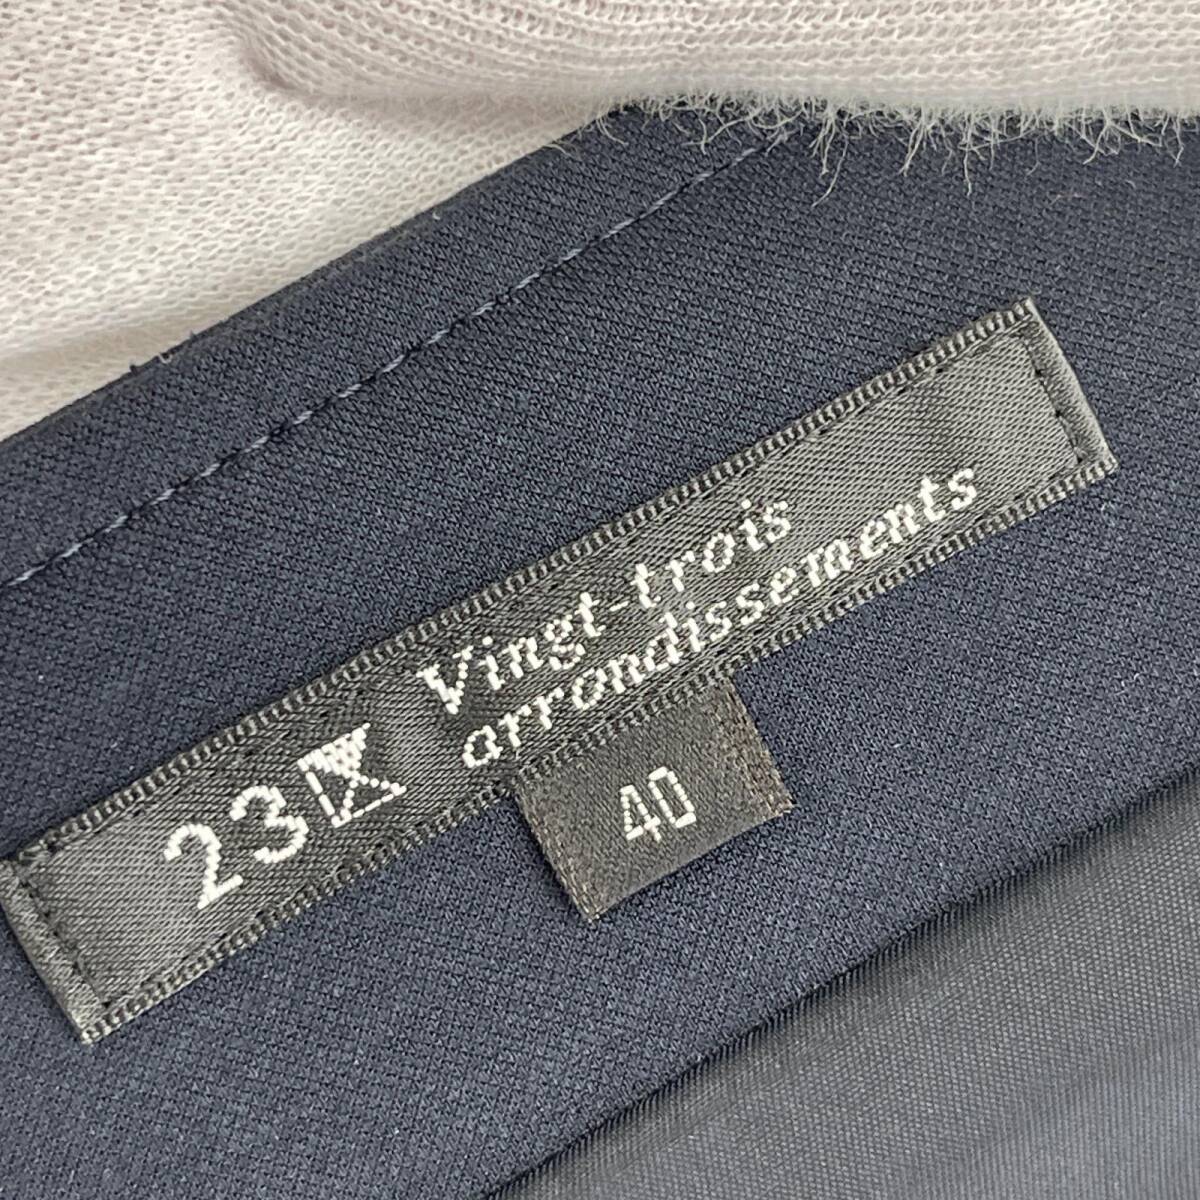 23区
Vingt-trois
arrondissements
40